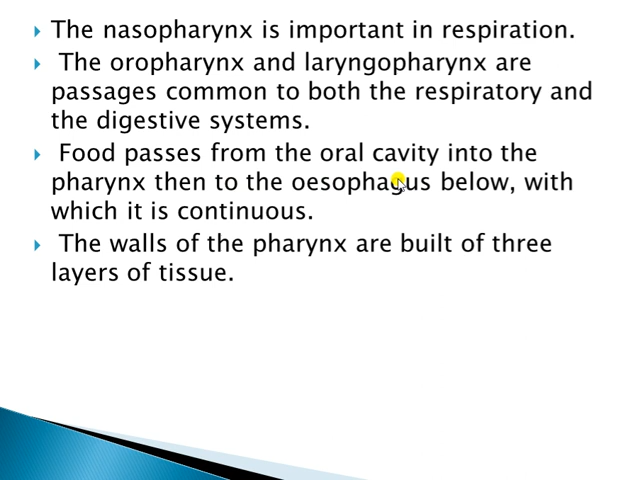 The nasopharynx is important in respiration.
The oropharynx and laryngopharynx are
passages common to both the respiratory and
the digestive systems.
Food passes from the oral cavity into the
pharynx then to the oesophagus below, with
which it is continuous.
The walls of the pharynx are built of three
layers of tissue.